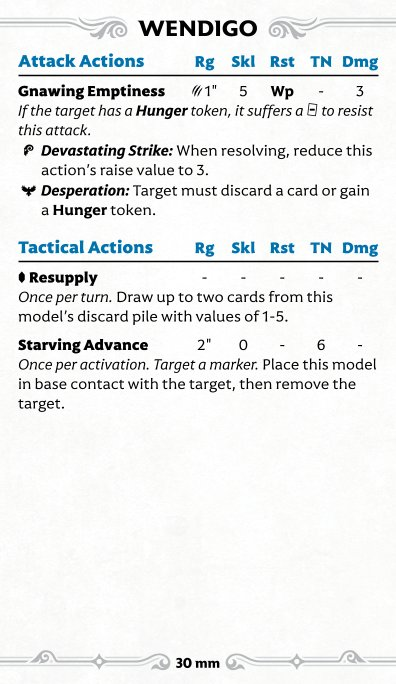 WENDIGO
Attack Actions Rg Skl Rst TN Dmg
Gnawing Emptiness 1" 5 Wp - 3
If the target has a Hunger token, it suffers a to resist
this attack.
Devastating Strike: When resolving, reduce this
action's raise value to 3.
Desperation: Target must discard a card or gain
a Hunger token.
Tactical Actions Rg Skl Rst TN Dmg
Resupply - - - - -
Once per turn. Draw up to two cards from this
model's discard pile with values of 1-5.
Starving Advance 2" 0 - 6 -
Once per activation. Target a marker. Place this model
in base contact with the target, then remove the
target.
30 mm